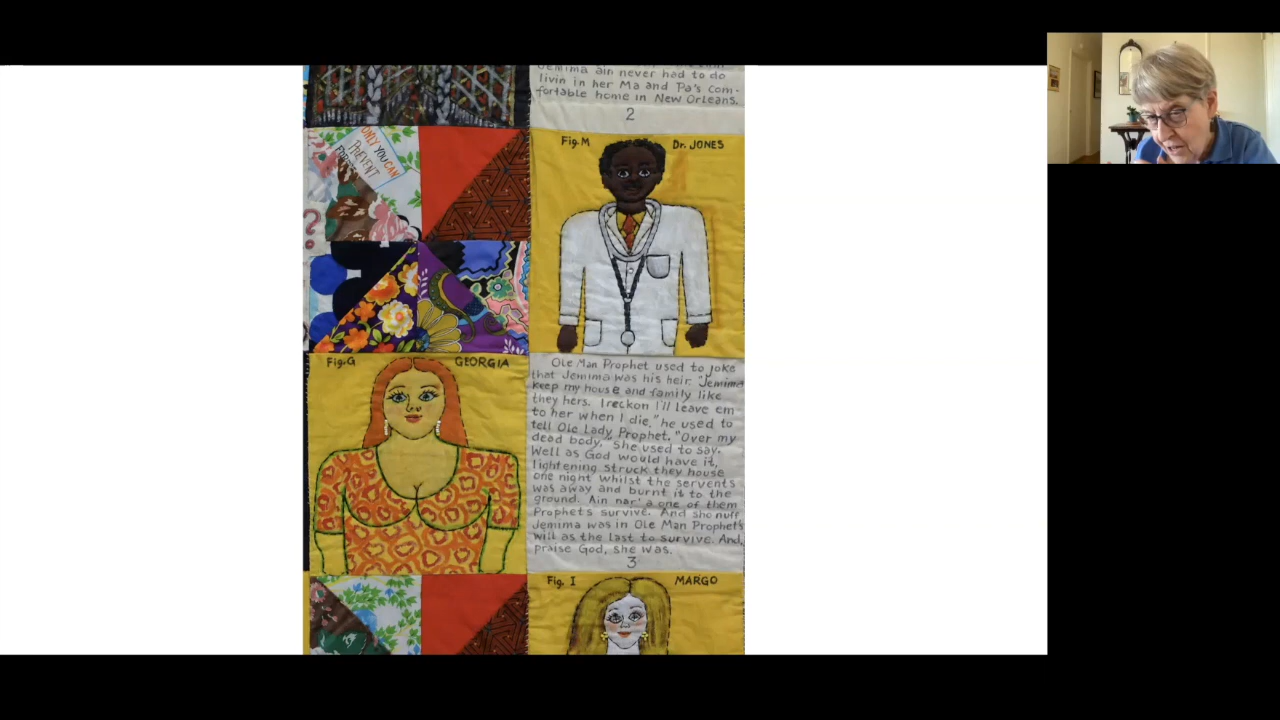 Jemima ain never had to do
livin in her Ma and Pa's com-
fortable home in New Orleans.
2
ONLY YOU CAN
PREVENT
?
Fig. M Dr. JONES
Fig. G GEORGIA
Ole Man Prophet used to joke
that Jemima was his heir. "Jemima
keep my house and family like
they hers. I reckon I'll leave em
to her when I die," he used to
tell Ole Lady Prophet. "Over my
dead body," she used to say.
Well as God would have it,
lightening struck they house
one night whilst the servents
was away and burnt it to the
ground. Ain nar' a one of them
Prophets survive. And sho nuff
Jemima was in Ole Man Prophet's
will as the last to survive. And,
praise God, she was.
3
Fig. I MARGO